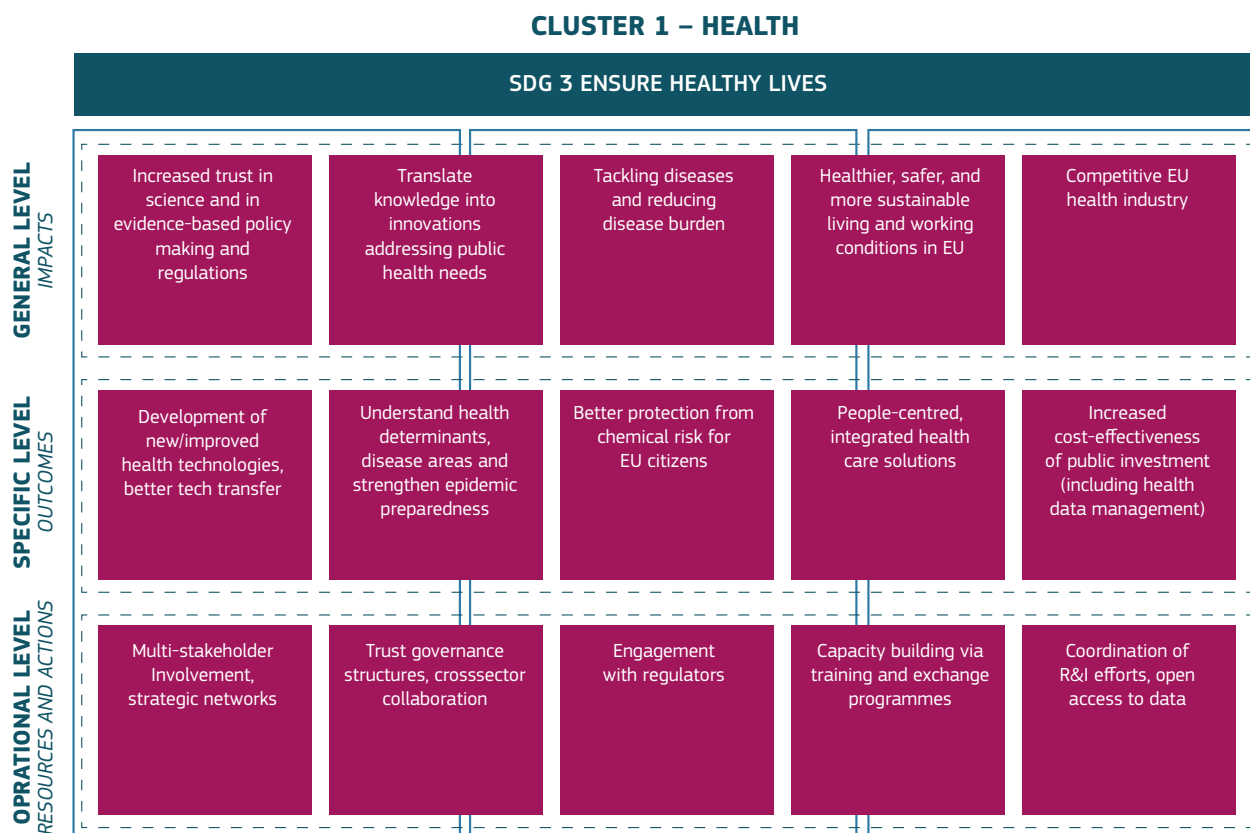 CLUSTER 1 – HEALTH
SDG 3 ENSURE HEALTHY LIVES
GENERAL LEVEL
IMPACTS
Increased trust in
science and in
evidence-based policy
making and
regulations
Translate
knowledge into
innovations
addressing public
health needs
Tackling diseases
and reducing
disease burden
Healthier, safer, and
more sustainable
living and working
conditions in EU
Competitive EU
health industry
SPECIFIC LEVEL
OUTCOMES
Development of
new/improved
health technologies,
better tech transfer
Understand health
determinants,
disease areas and
strengthen epidemic
preparedness
Better protection from
chemical risk for
EU citizens
People-centred,
integrated health
care solutions
Increased
cost-effectiveness
of public investment
(including health
data management)
OPRATIONAL LEVEL
RESOURCES AND ACTIONS
Multi-stakeholder
Involvement,
strategic networks
Trust governance
structures, crosssector
collaboration
Engagement
with regulators
Capacity building via
training and exchange
programmes
Coordination of
R&I efforts, open
access to data